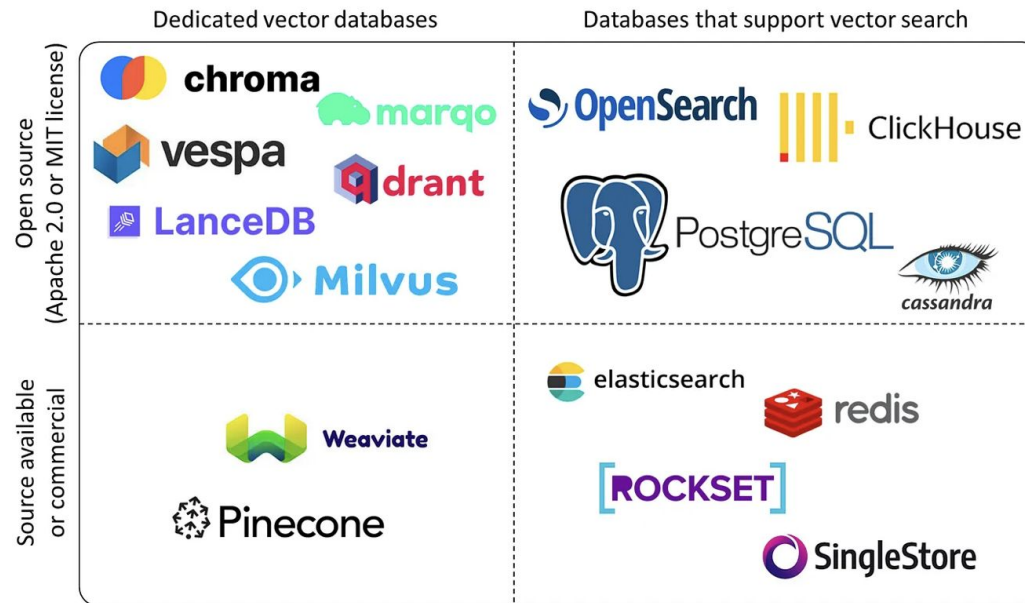 Dedicated vector databases
Databases that support vector search
Open source
(Apache 2.0 or MIT license)
chroma
marqo
vespa
qdrant
LanceDB
Milvus
OpenSearch
ClickHouse
PostgreSQL
cassandra
Source available
or commercial
Weaviate
Pinecone
elasticsearch
redis
[ROCKSET]
SingleStore